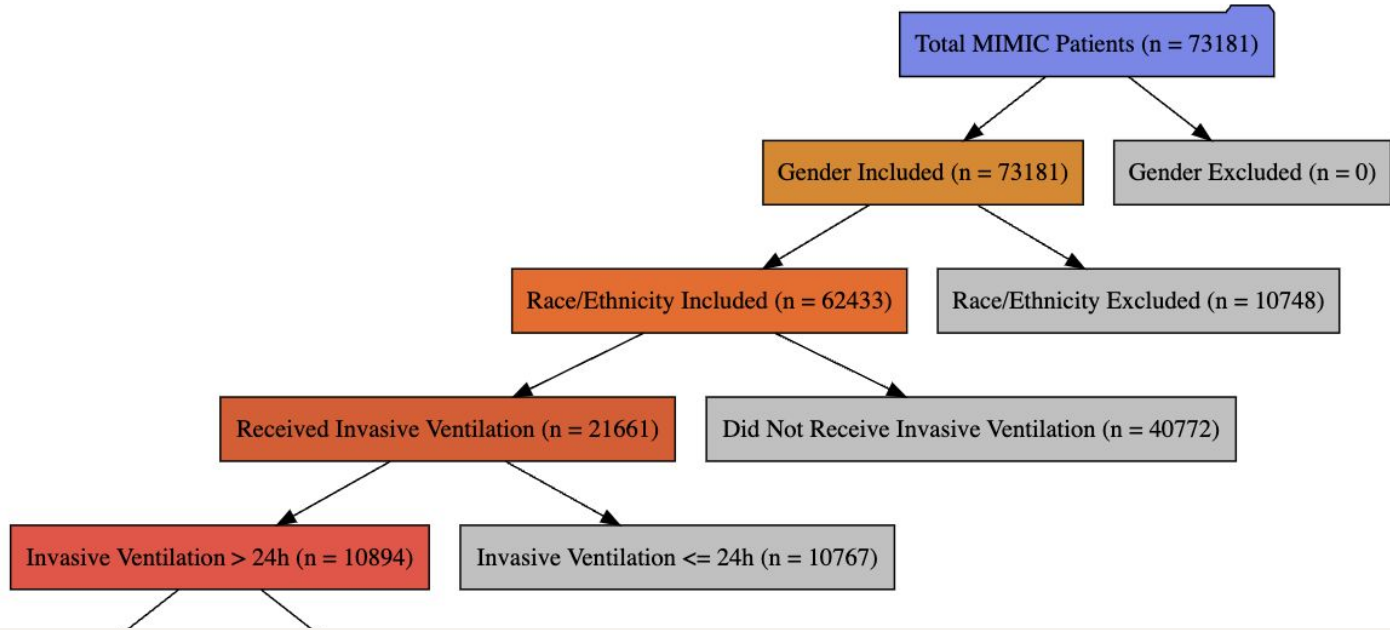 Total MIMIC Patients (n = 73181)
Gender Included (n = 73181)
Gender Excluded (n = 0)
Race/Ethnicity Included (n = 62433)
Race/Ethnicity Excluded (n = 10748)
Received Invasive Ventilation (n = 21661)
Did Not Receive Invasive Ventilation (n = 40772)
Invasive Ventilation > 24h (n = 10894)
Invasive Ventilation <= 24h (n = 10767)